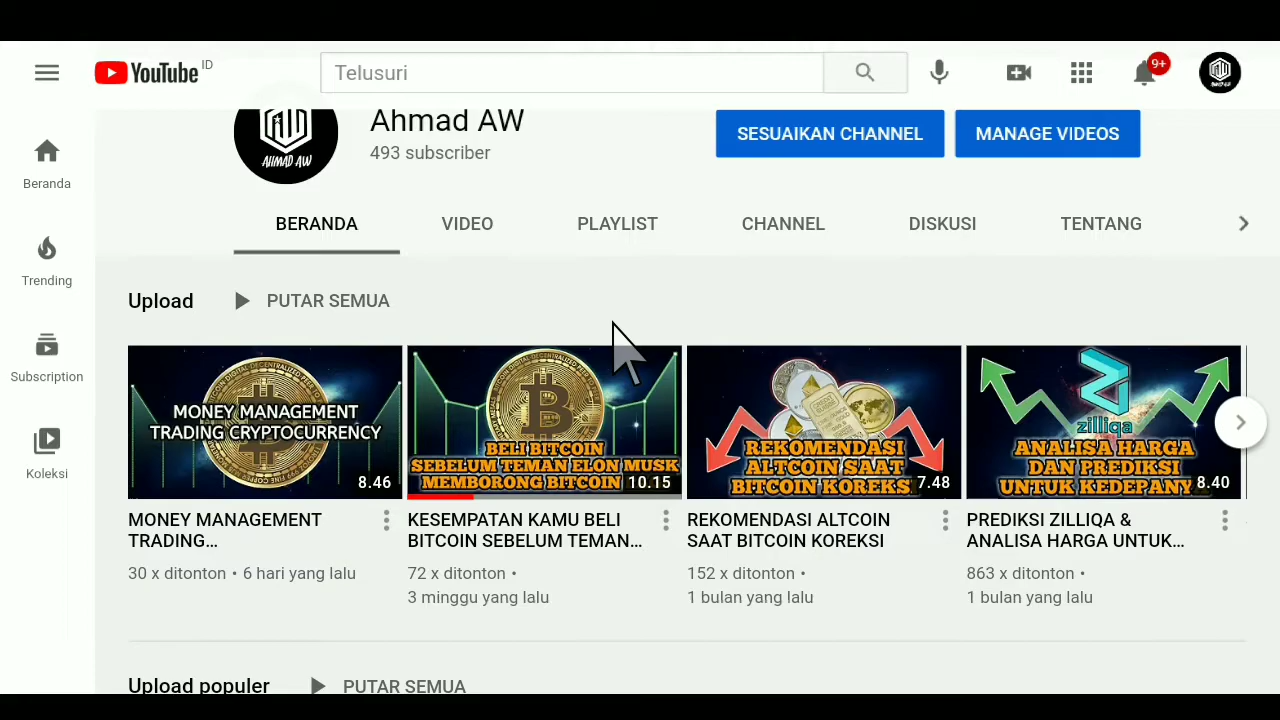 YouTube ID
Telusuri
9+
AHMAD AW
Ahmad AW
493 subscriber
SESUAIKAN CHANNEL
MANAGE VIDEOS
Beranda
Trending
Subscription
Koleksi
BERANDA
VIDEO
PLAYLIST
CHANNEL
DISKUSI
TENTANG
Upload
PUTAR SEMUA
MONEY MANAGEMENT
TRADING CRYPTOCURRENCY
8.46
MONEY MANAGEMENT
TRADING...
30 x ditonton • 6 hari yang lalu
BELI BITCOIN
SEBELUM TEMAN ELON MUSK
MEMBORONG BITCOIN
10.15
KESEMPATAN KAMU BELI
BITCOIN SEBELUM TEMAN...
72 x ditonton •
3 minggu yang lalu
REKOMENDASI
ALTCOIN SAAT
BITCOIN KOREKS
7.48
REKOMENDASI ALTCOIN
SAAT BITCOIN KOREKSI
152 x ditonton •
1 bulan yang lalu
zilliqa
ANALISA HARGA
DAN PREDIKSI
UNTUK KEDEPANY
8.40
PREDIKSI ZILLIQA &
ANALISA HARGA UNTUK...
863 x ditonton •
1 bulan yang lalu
Upload populer
PUTAR SEMUA